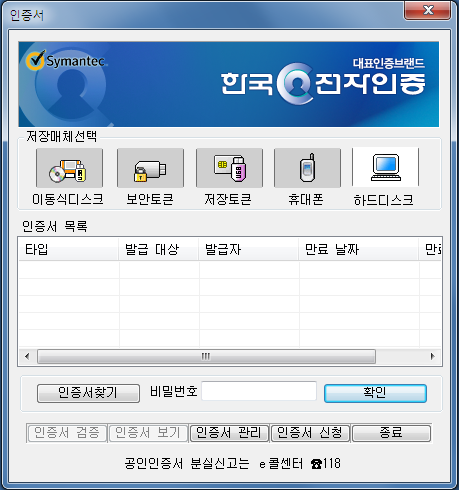 인증서
Symantec.
대표인증브랜드
한국전자인증
저장매체선택
이동식디스크 보안토큰 저장토큰 휴대폰 하드디스크
USB
인증서 목록
타입 발급 대상 발급자 만료 날짜 만료
인증서찾기 비밀번호 확인
인증서 검증 인증서 보기 인증서 관리 인증서 신청 종료
공인인증서 분실신고는 e콜센터 ☎118